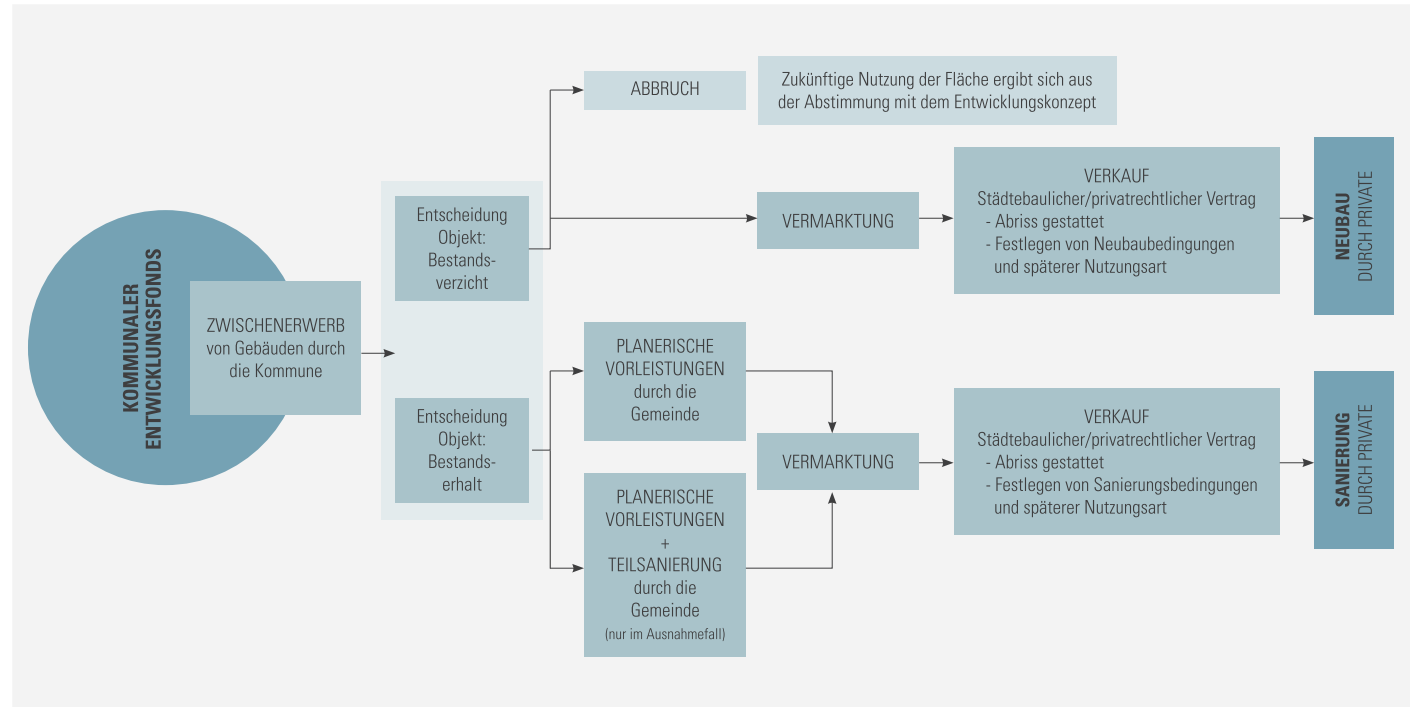 KOMMUNALER
ENTWICKLUNGSFONDS
ZWISCHENERWERB
von Gebäuden durch
die Kommune
Entscheidung
Objekt:
Bestands-
verzicht
Entscheidung
Objekt:
Bestands-
erhalt
ABBRUCH
Zukünftige Nutzung der Fläche ergibt sich aus
der Abstimmung mit dem Entwicklungskonzept
VERMARKTUNG
VERKAUF
Städtebaulicher/privatrechtlicher Vertrag
- Abriss gestattet
- Festlegen von Neubaubedingungen
und späterer Nutzungsart
NEUBAU
DURCH PRIVATE
PLANERISCHE
VORLEISTUNGEN
durch die
Gemeinde
PLANERISCHE
VORLEISTUNGEN
+
TEILSANIERUNG
durch die
Gemeinde
(nur im Ausnahmefall)
VERMARKTUNG
VERKAUF
Städtebaulicher/privatrechtlicher Vertrag
- Abriss gestattet
- Festlegen von Sanierungsbedingungen
und späterer Nutzungsart
SANIERUNG
DURCH PRIVATE